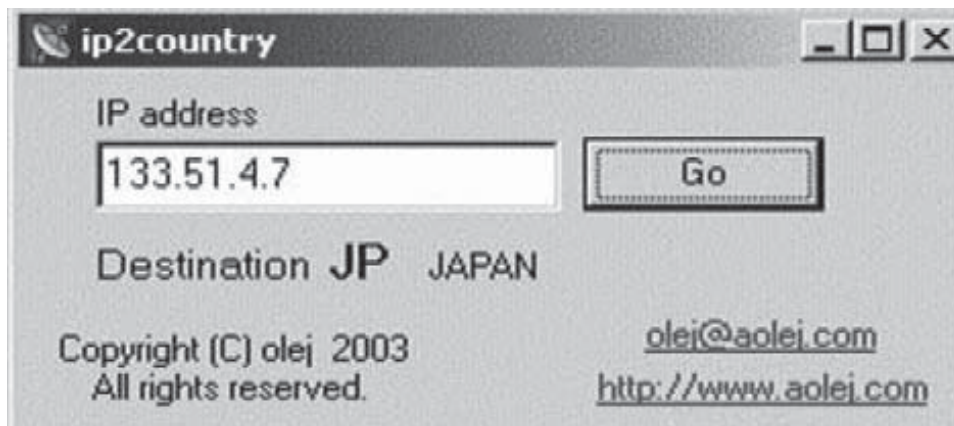 ip2country
IP address
133.51.4.7
Go
Destination JP JAPAN
Copyright (C) olej 2003
All rights reserved.
olej@aolej.com
http://www.aolej.com